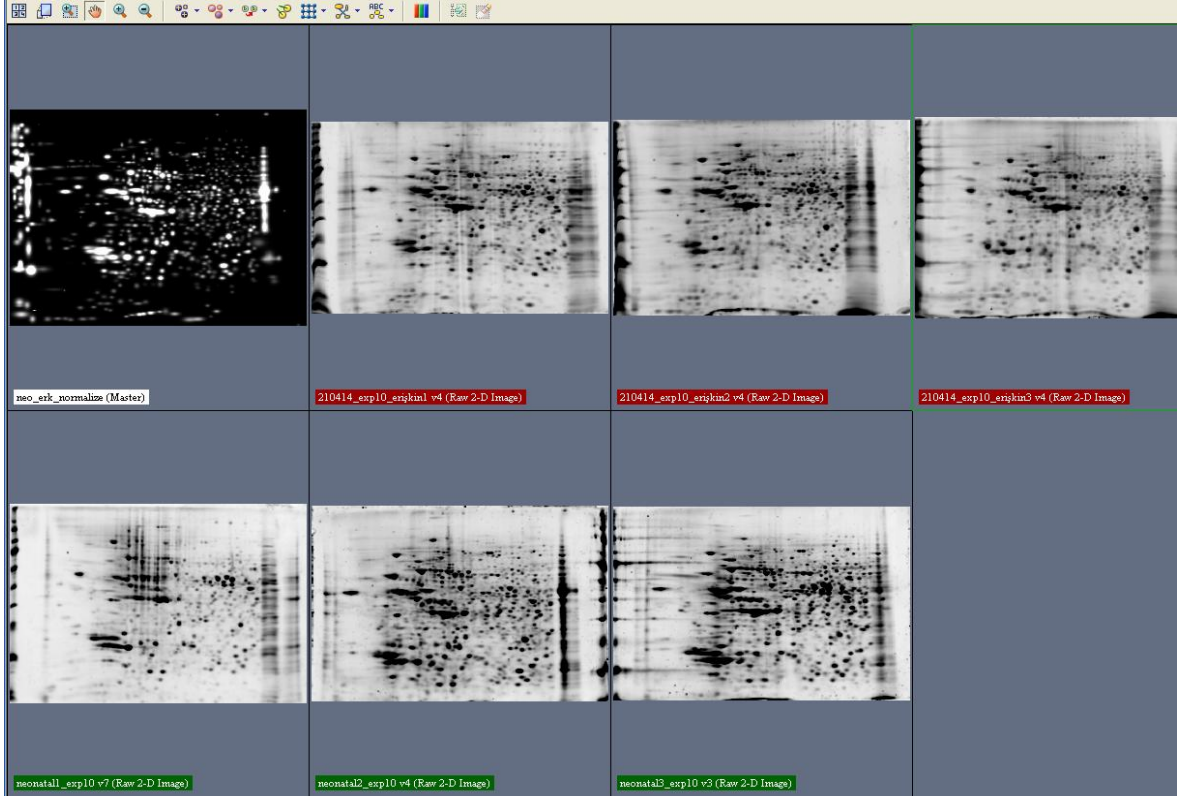 ABC
neo_erk_normalize (Master)
210414_exp10_erişkin1 v4 (Raw 2-D Image)
210414_exp10_erişkin2 v4 (Raw 2-D Image)
210414_exp10_erişkin3 v4 (Raw 2-D Image)
neonatal1_exp10 v7 (Raw 2-D Image)
neonatal2_exp10 v4 (Raw 2-D Image)
neonatal3_exp10 v3 (Raw 2-D Image)